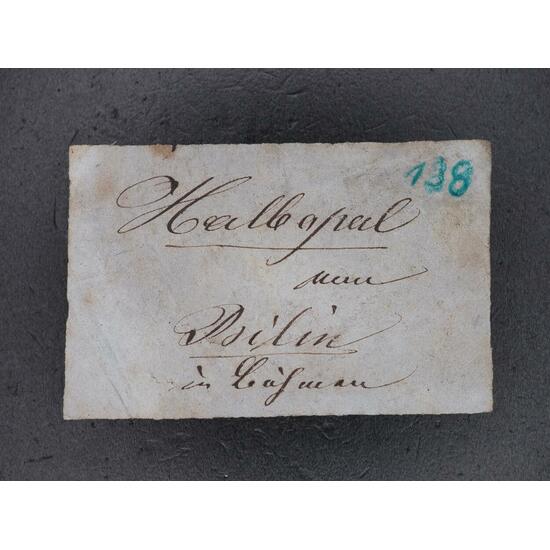 138
Halbopal
von
Bilin
in Böhmen